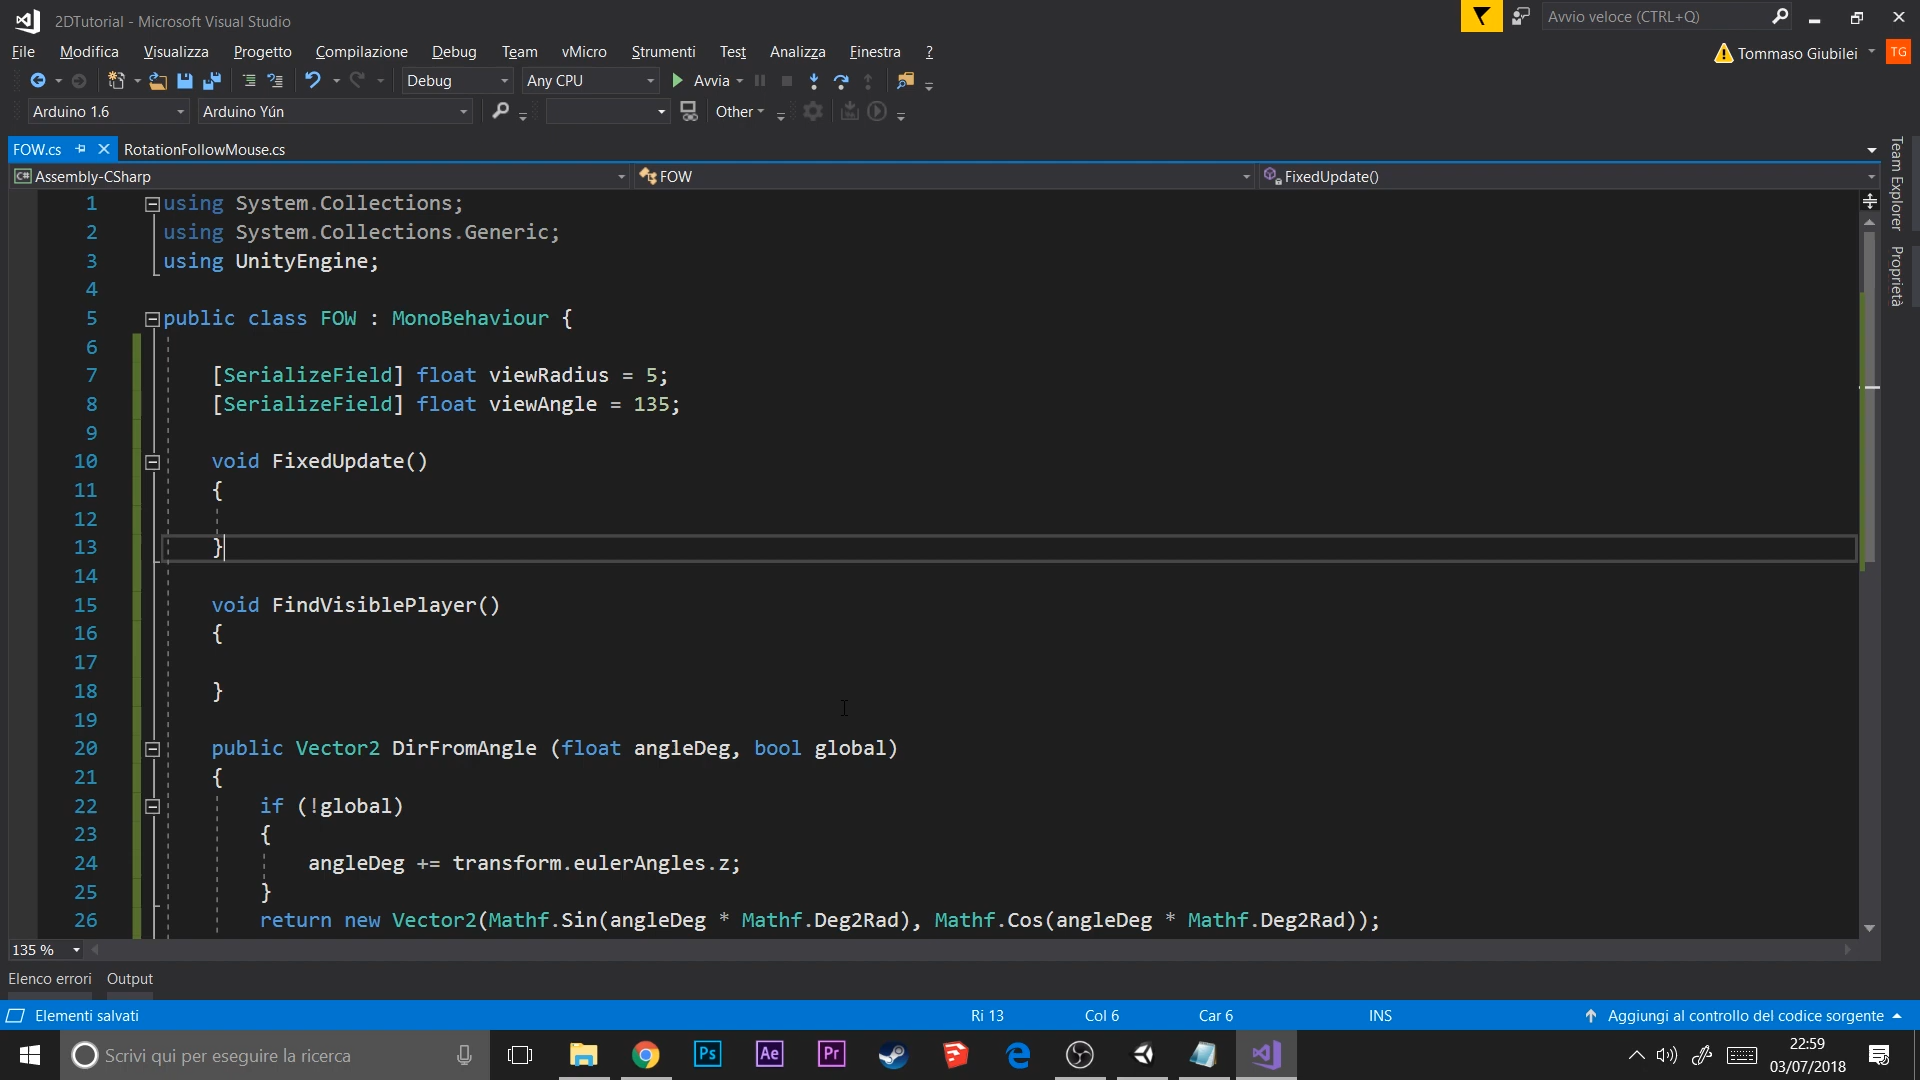 2DTutorial - Microsoft Visual Studio
Avvio veloce (CTRL+Q)
File Modifica Visualizza Progetto Compilazione Debug Team vMicro Strumenti Test Analizza Finestra ?
Tommaso Giubilei TG
Debug Any CPU Avvia
Arduino 1.6 Arduino Yún Other
FOW.cs RotationFollowMouse.cs
Assembly-CSharp FOW FixedUpdate()
Team Explorer
Proprietà
1 using System.Collections;
2 using System.Collections.Generic;
3 using UnityEngine;
4
5 public class FOW : MonoBehaviour {
6
7 [SerializeField] float viewRadius = 5;
8 [SerializeField] float viewAngle = 135;
9
10 void FixedUpdate()
11 {
12
13 }
14
15 void FindVisiblePlayer()
16 {
17
18 }
19
20 public Vector2 DirFromAngle (float angleDeg, bool global)
21 {
22 if (!global)
23 {
24 angleDeg += transform.eulerAngles.z;
25 }
26 return new Vector2(Mathf.Sin(angleDeg * Mathf.Deg2Rad), Mathf.Cos(angleDeg * Mathf.Deg2Rad));
135 %
Elenco errori Output
Elementi salvati Ri 13 Col 6 Car 6 INS Aggiungi al controllo del codice sorgente
Scrivi qui per eseguire la ricerca
Ps Ae Pr
22:59
03/07/2018